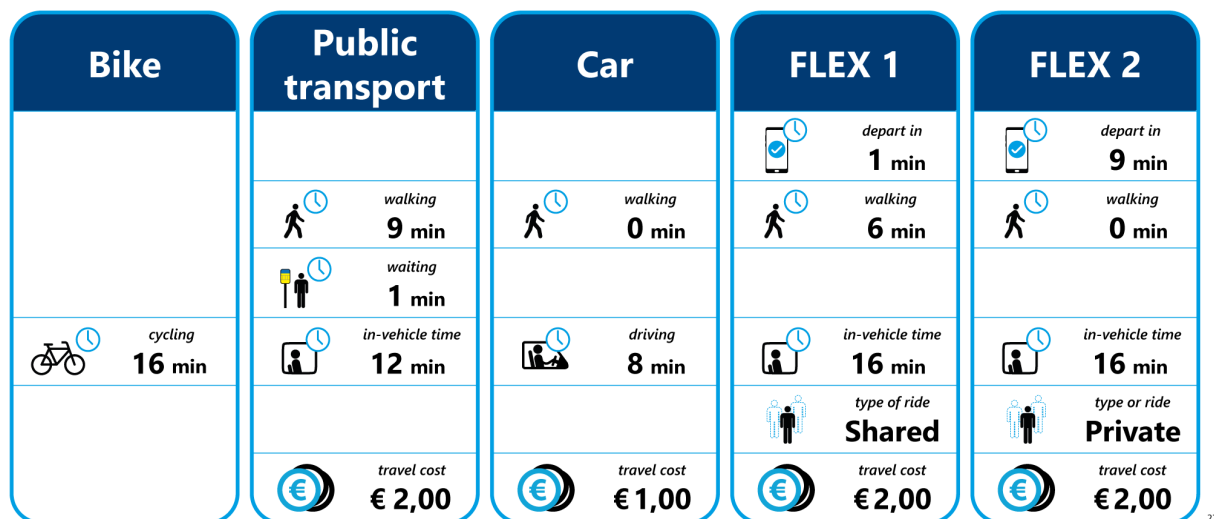 Bike
Public
transport
Car
FLEX 1
FLEX 2
depart in
1 min
depart in
9 min
walking
9 min
walking
0 min
walking
6 min
walking
0 min
waiting
1 min
cycling
16 min
in-vehicle time
12 min
driving
8 min
in-vehicle time
16 min
in-vehicle time
16 min
type of ride
Shared
type or ride
Private
€
travel cost
€ 2,00
€
travel cost
€ 1,00
€
travel cost
€ 2,00
€
travel cost
€ 2,00